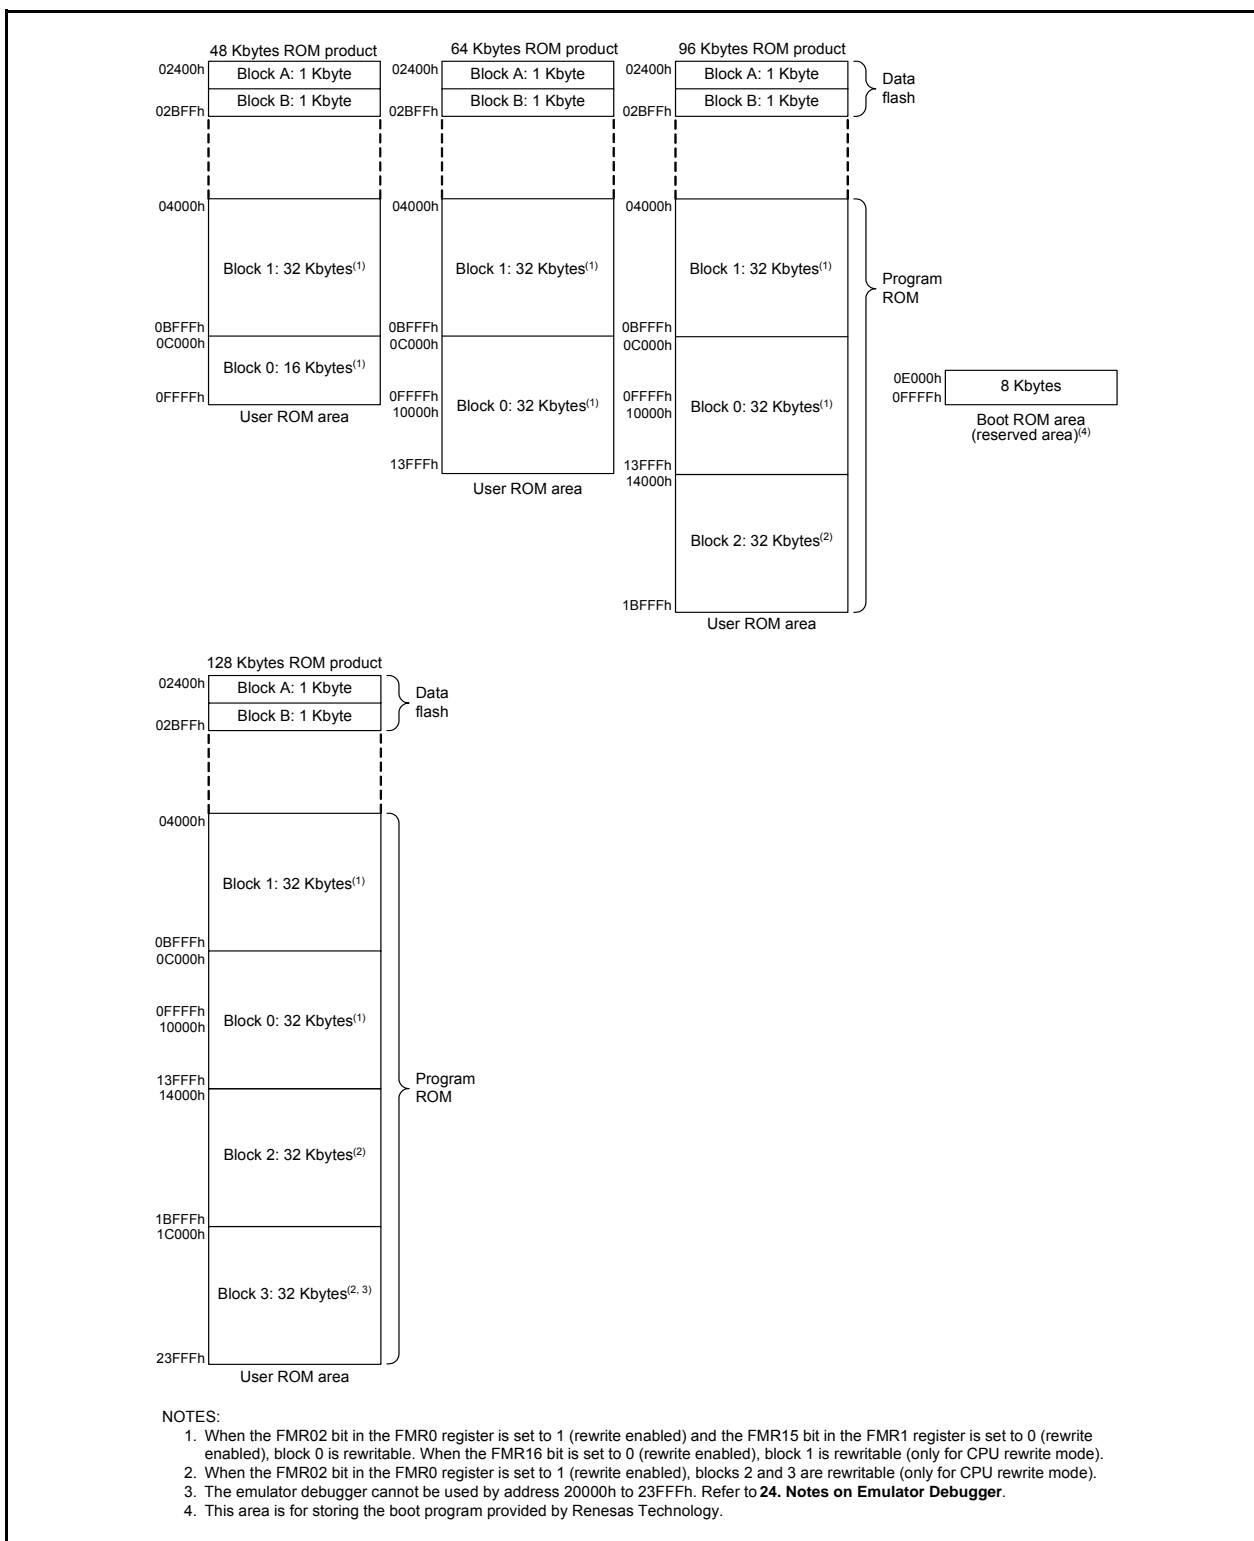 48 Kbytes ROM product
02400h
Block A: 1 Kbyte
Block B: 1 Kbyte
02BFFh
04000h
Block 1: 32 Kbytes(1)
0BFFFh
0C000h
Block 0: 16 Kbytes(1)
0FFFFh
User ROM area
64 Kbytes ROM product
02400h
Block A: 1 Kbyte
Block B: 1 Kbyte
02BFFh
04000h
Block 1: 32 Kbytes(1)
0BFFFh
0C000h
0FFFFh
10000h
Block 0: 32 Kbytes(1)
13FFFh
User ROM area
96 Kbytes ROM product
02400h
Block A: 1 Kbyte
Block B: 1 Kbyte
02BFFh
Data
flash
04000h
Block 1: 32 Kbytes(1)
0BFFFh
0C000h
0FFFFh
10000h
Block 0: 32 Kbytes(1)
13FFFh
14000h
Block 2: 32 Kbytes(2)
1BFFFh
User ROM area
Program
ROM
0E000h
0FFFFh
8 Kbytes
Boot ROM area
(reserved area)(4)
128 Kbytes ROM product
02400h
Block A: 1 Kbyte
Block B: 1 Kbyte
02BFFh
Data
flash
04000h
Block 1: 32 Kbytes(1)
0BFFFh
0C000h
0FFFFh
10000h
Block 0: 32 Kbytes(1)
13FFFh
14000h
Block 2: 32 Kbytes(2)
1BFFFh
1C000h
Block 3: 32 Kbytes(2, 3)
23FFFh
User ROM area
Program
ROM
NOTES:
1. When the FMR02 bit in the FMR0 register is set to 1 (rewrite enabled) and the FMR15 bit in the FMR1 register is set to 0 (rewrite
enabled), block 0 is rewritable. When the FMR16 bit is set to 0 (rewrite enabled), block 1 is rewritable (only for CPU rewrite mode).
2. When the FMR02 bit in the FMR0 register is set to 1 (rewrite enabled), blocks 2 and 3 are rewritable (only for CPU rewrite mode).
3. The emulator debugger cannot be used by address 20000h to 23FFFh. Refer to 24. Notes on Emulator Debugger.
4. This area is for storing the boot program provided by Renesas Technology.